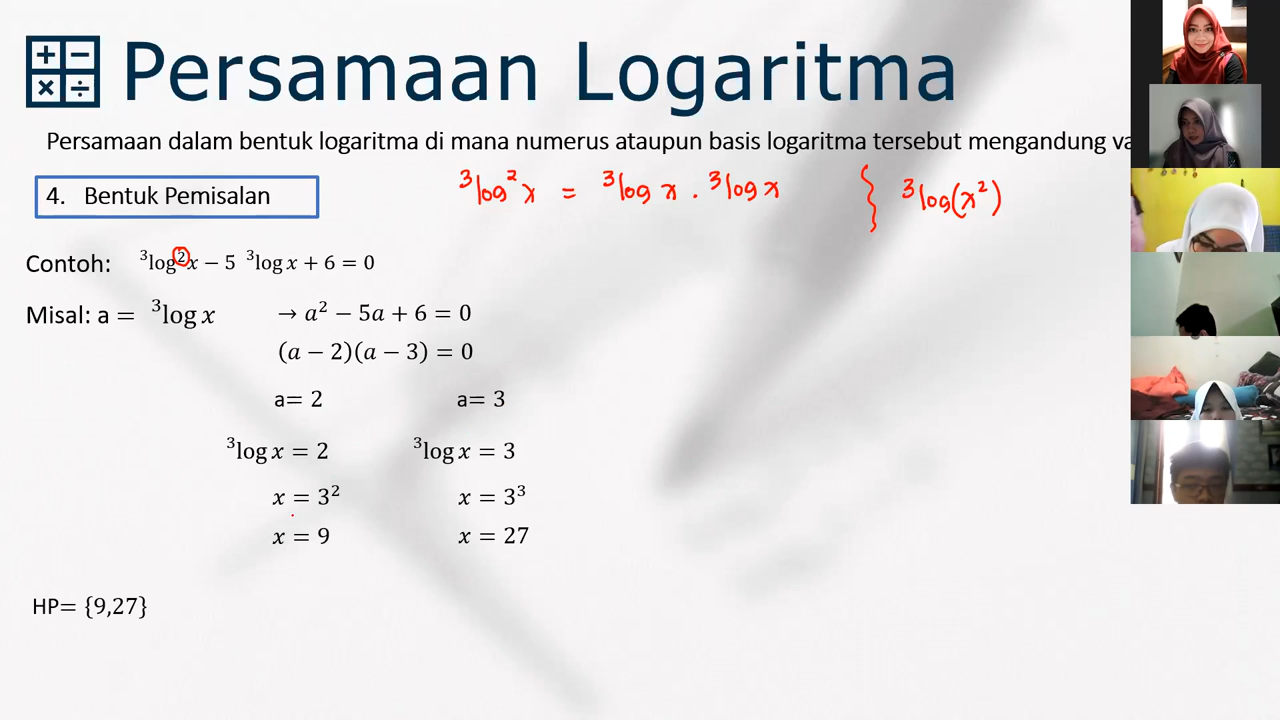 Persamaan Logaritma
Persamaan dalam bentuk logaritma di mana numerus ataupun basis logaritma tersebut mengandung va
4. Bentuk Pemisalan
³log²x = ³log x . ³log x } ³log(x²)
Contoh: ³log²x − 5 ³log x + 6 = 0
Misal: a = ³log x → a² − 5a + 6 = 0
(a − 2)(a − 3) = 0
a= 2 a= 3
³log x = 2 ³log x = 3
x = 3² x = 3³
x = 9 x = 27
HP= {9,27}